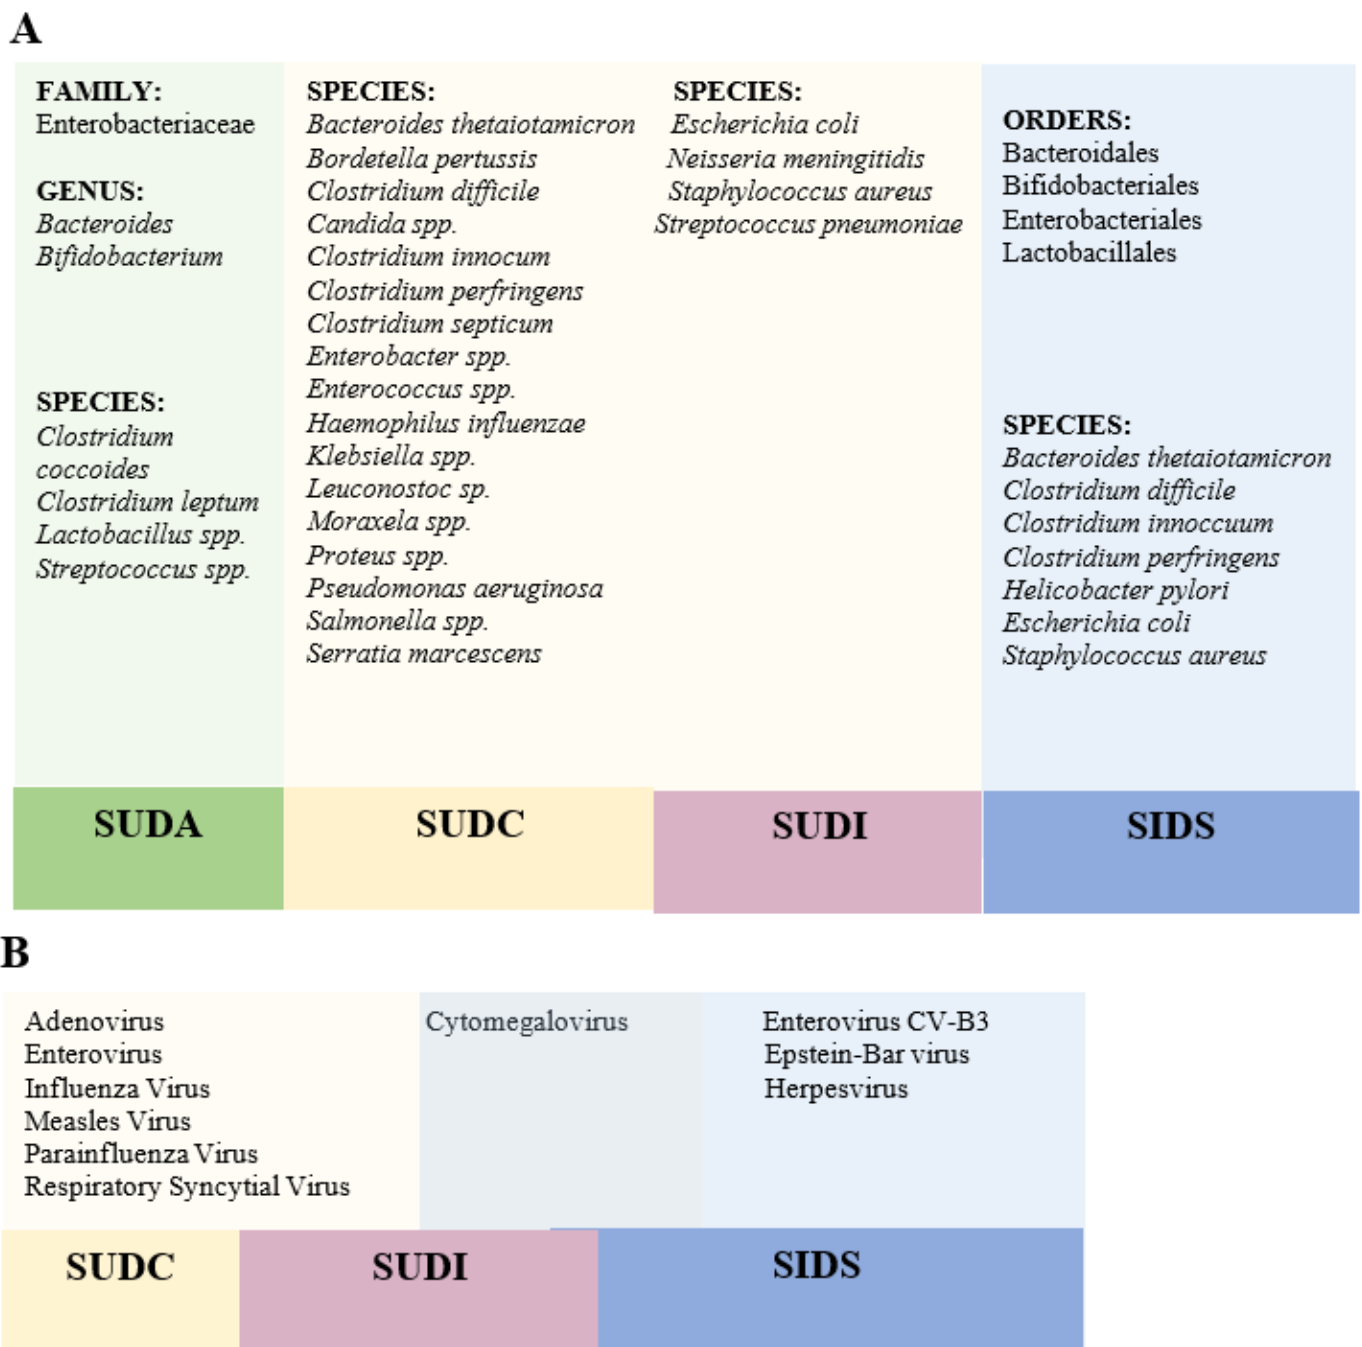 A
FAMILY:
Enterobacteriaceae
GENUS:
Bacteroides
Bifidobacterium
SPECIES:
Clostridium
coccoides
Clostridium leptum
Lactobacillus spp.
Streptococcus spp.
SPECIES:
Bacteroides thetaiotamicron
Bordetella pertussis
Clostridium difficile
Candida spp.
Clostridium innocum
Clostridium perfringens
Clostridium septicum
Enterobacter spp.
Enterococcus spp.
Haemophilus influenzae
Klebsiella spp.
Leuconostoc sp.
Moraxela spp.
Proteus spp.
Pseudomonas aeruginosa
Salmonella spp.
Serratia marcescens
SPECIES:
Escherichia coli
Neisseria meningitidis
Staphylococcus aureus
Streptococcus pneumoniae
ORDERS:
Bacteroidales
Bifidobacteriales
Enterobacteriales
Lactobacillales
SPECIES:
Bacteroides thetaiotamicron
Clostridium difficile
Clostridium innoccuum
Clostridium perfringens
Helicobacter pylori
Escherichia coli
Staphylococcus aureus
SUDA
SUDC
SUDI
SIDS
B
Adenovirus
Enterovirus
Influenza Virus
Measles Virus
Parainfluenza Virus
Respiratory Syncytial Virus
Cytomegalovirus
Enterovirus CV-B3
Epstein-Bar virus
Herpesvirus
SUDC
SUDI
SIDS